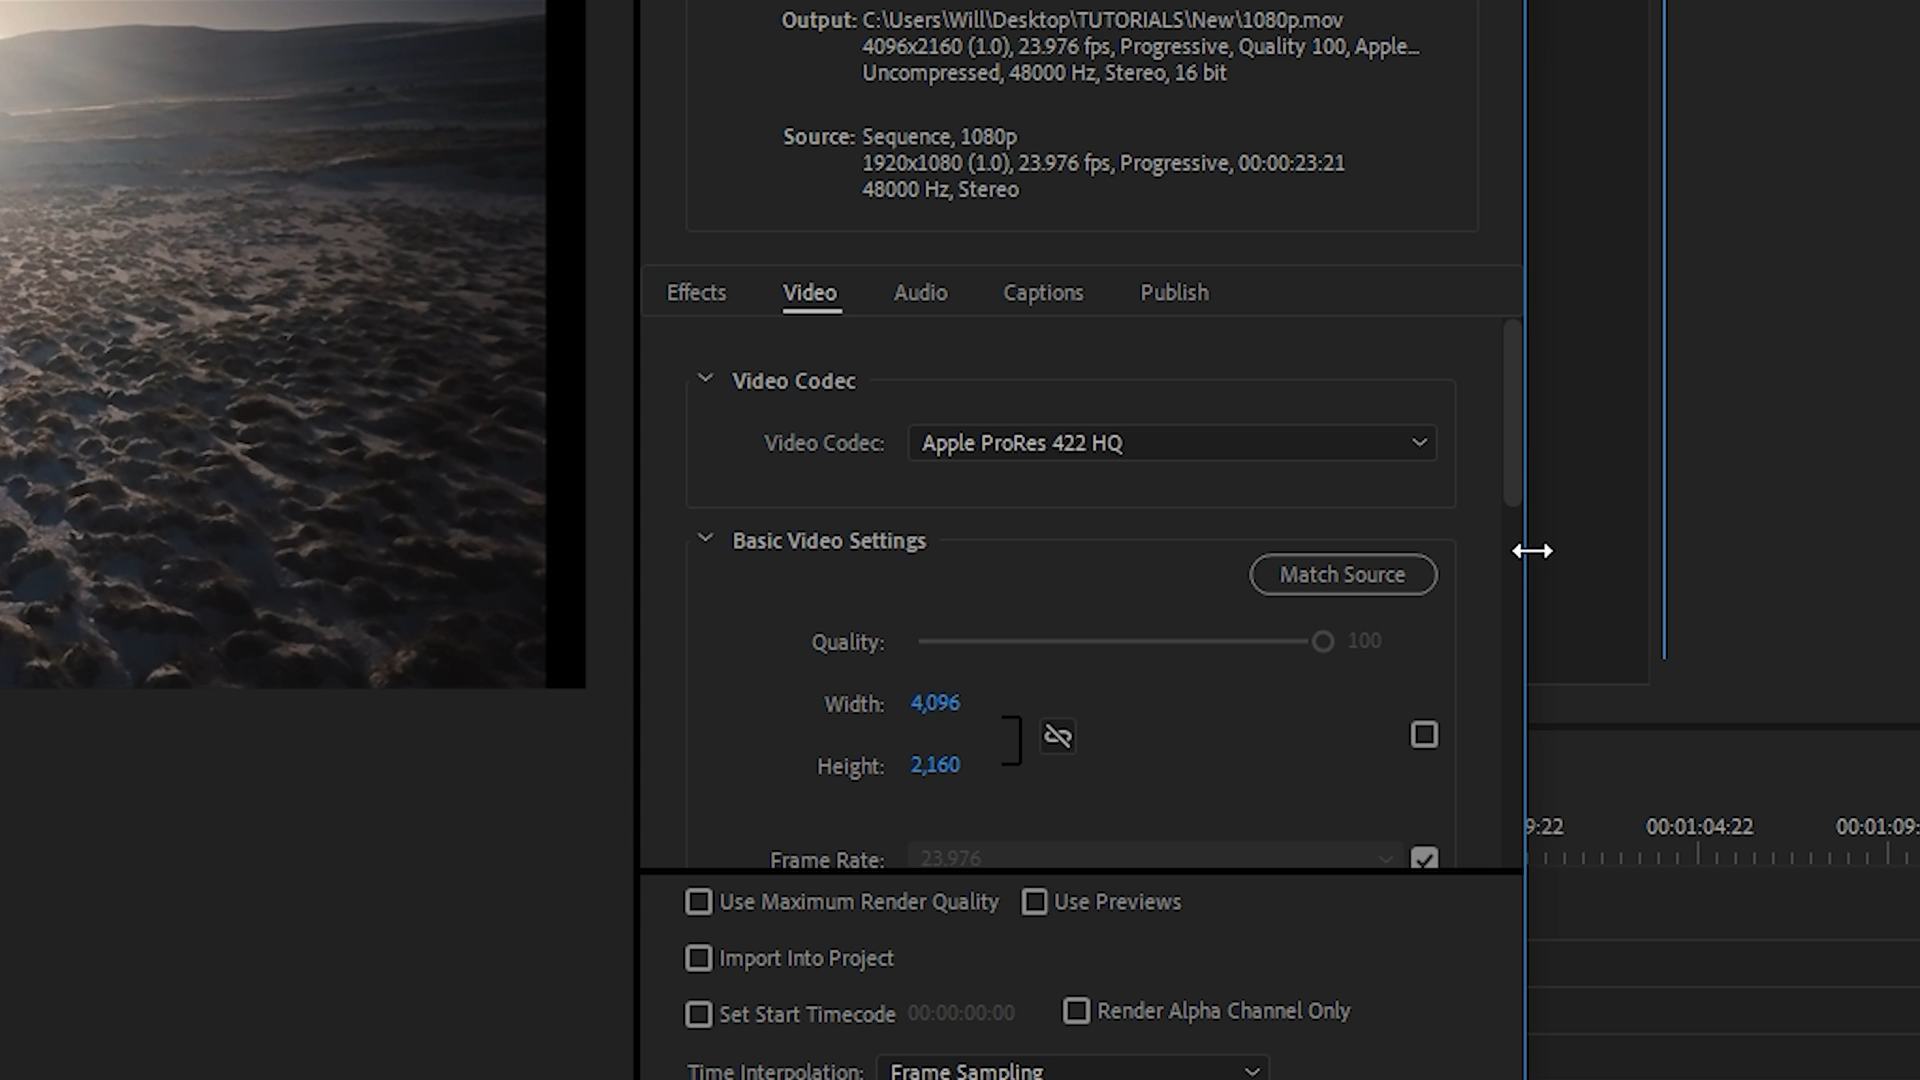 Output: C:\Users\Will\Desktop\TUTORIALS\New\1080p.mov
4096x2160 (1.0), 23.976 fps, Progressive, Quality 100, Apple...
Uncompressed, 48000 Hz, Stereo, 16 bit
Source: Sequence, 1080p
1920x1080 (1.0), 23.976 fps, Progressive, 00:00:23:21
48000 Hz, Stereo
Effects Video Audio Captions Publish
Video Codec
Video Codec: Apple ProRes 422 HQ
Basic Video Settings
Match Source
Quality: 100
Width: 4,096
Height: 2,160
9:22 00:01:04:22 00:01:09:
Frame Rate: 23.976
Use Maximum Render Quality Use Previews
Import Into Project
Set Start Timecode 00:00:00:00 Render Alpha Channel Only
Time Interpolation: Frame Sampling